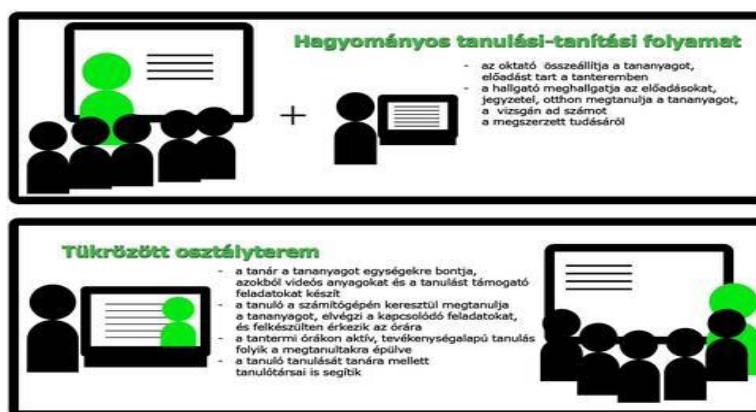 Hagyományos tanulási-tanítási folyamat
- az oktató összeállítja a tananyagot,
előadást tart a tanteremben
- a hallgató meghallgatja az előadásokat,
jegyzetel, otthon megtanulja a tananyagot,
a vizsgán ad számot
a megszerzett tudásáról
+
Tükrözött osztályterem
- a tanár a tananyagot egységekre bontja,
azokból videós anyagokat és a tanulást támogató
feladatokat készít
- a tanuló a számítógépén keresztül megtanulja
a tananyagot, elvégzi a kapcsolódó feladatokat,
és felkészülten érkezik az órára
- a tantermi órákon aktív, tevékenységalapú tanulás
folyik a megtanultakra épülve
- a tanuló tanulását tanára mellett
tanulótársai is segítik